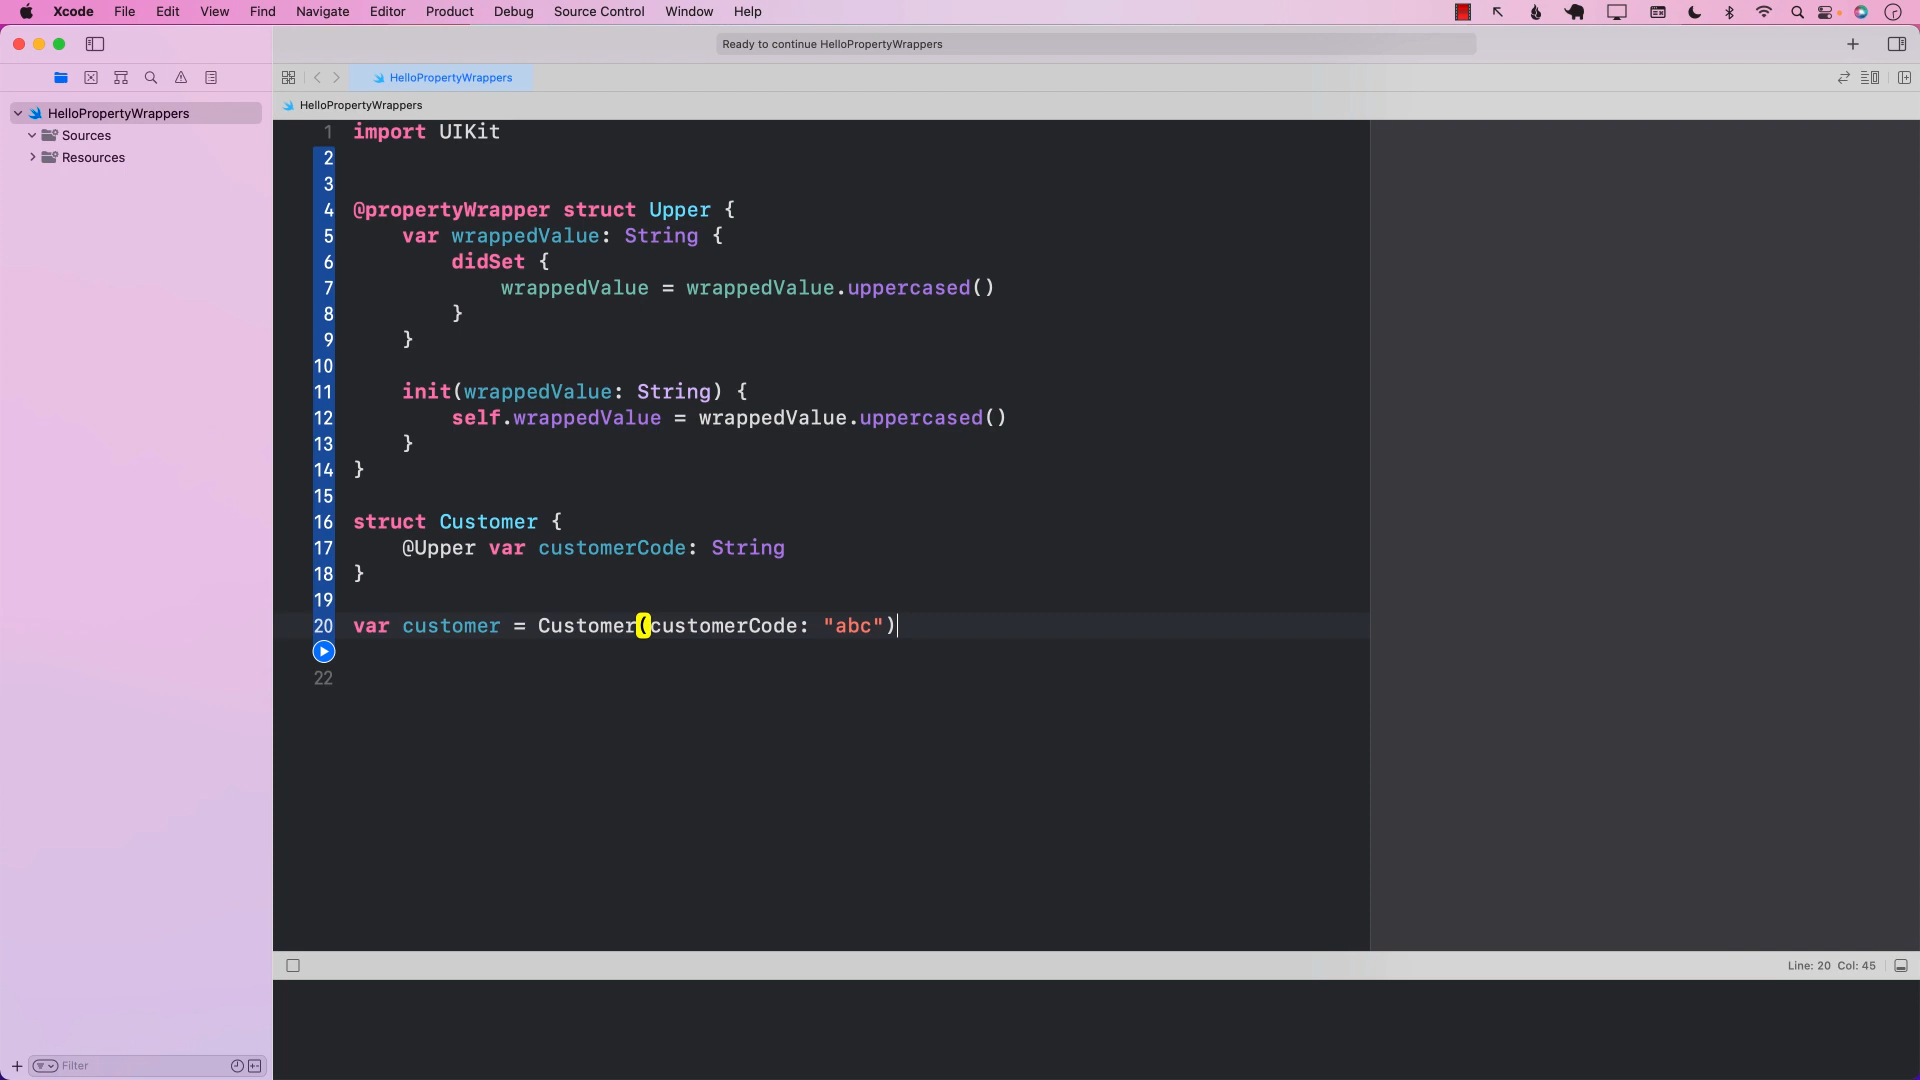 Xcode File Edit View Find Navigate Editor Product Debug Source Control Window Help
Ready to continue HelloPropertyWrappers
HelloPropertyWrappers
HelloPropertyWrappers
HelloPropertyWrappers
Sources
Resources
1 import UIKit
2
3
4 @propertyWrapper struct Upper {
5 var wrappedValue: String {
6 didSet {
7 wrappedValue = wrappedValue.uppercased()
8 }
9 }
10
11 init(wrappedValue: String) {
12 self.wrappedValue = wrappedValue.uppercased()
13 }
14 }
15
16 struct Customer {
17 @Upper var customerCode: String
18 }
19
20 var customer = Customer(customerCode: "abc")
22
Line: 20 Col: 45
Filter